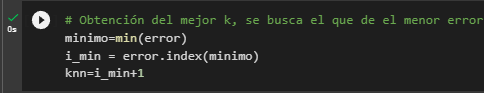 # Obtención del mejor k, se busca el que de el menor error
minimo=min(error)
i_min = error.index(minimo)
knn=i_min+1
0s